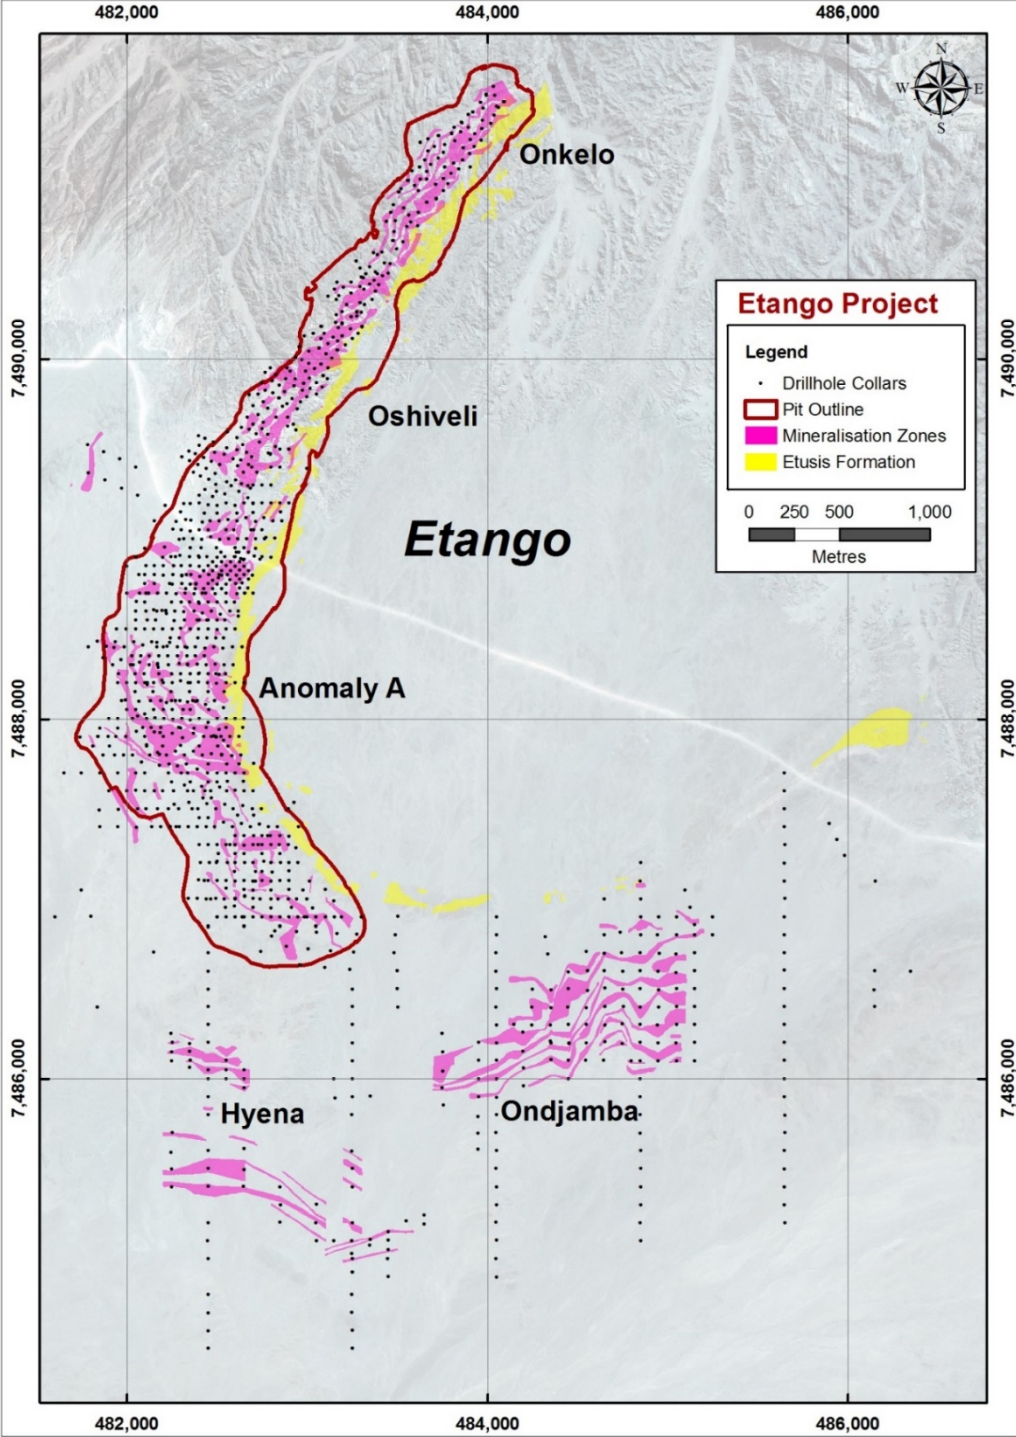 482,000
484,000
486,000
N
W
E
S
Onkelo
Etango Project
Legend
Drillhole Collars
Pit Outline
Mineralisation Zones
Etusis Formation
0
250
500
1,000
Metres
7,490,000
7,490,000
Oshiveli
Etango
Anomaly A
7,488,000
7,488,000
7,486,000
7,486,000
Hyena
Ondjamba
482,000
484,000
486,000